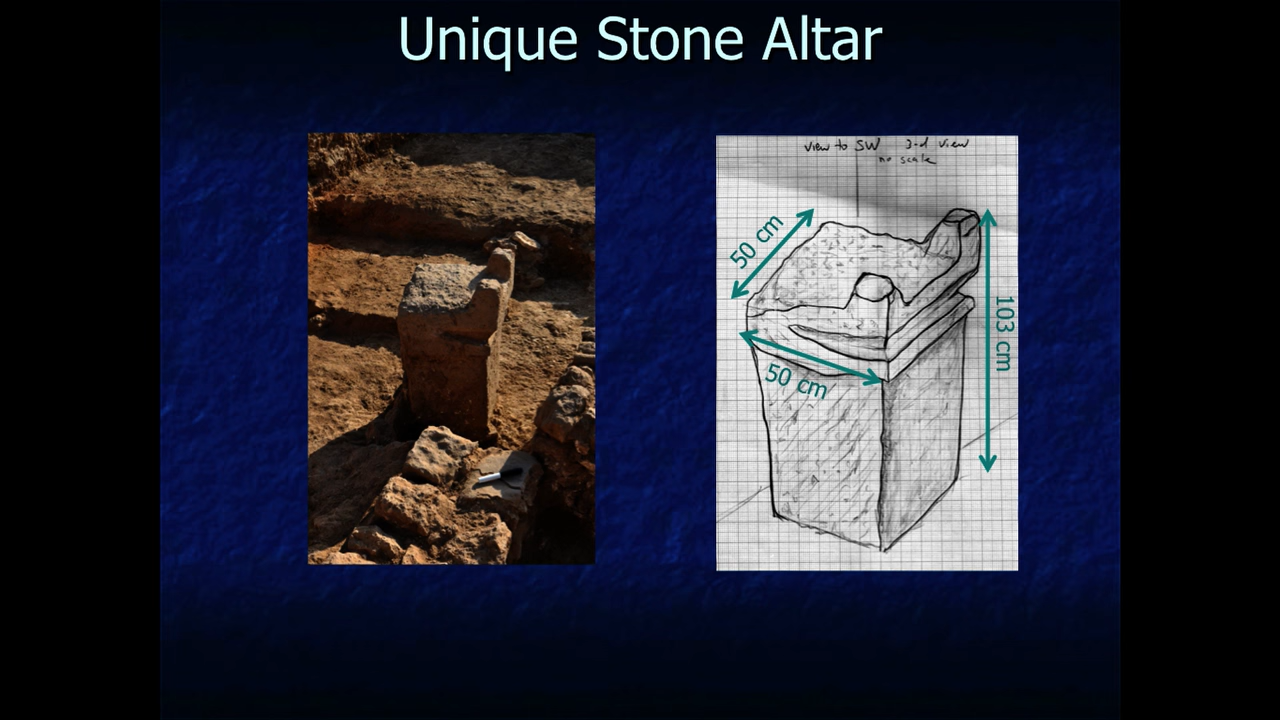 Unique Stone Altar
view to SW 3-d view
no scale
50 cm
50 cm
103 cm